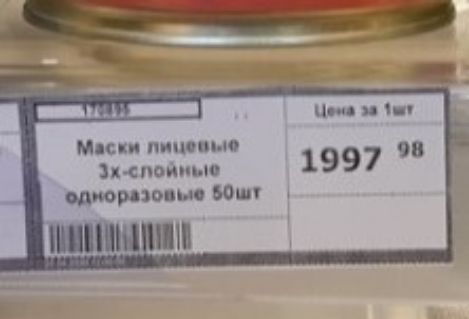 170895
Цена за 1шт
Маски лицевые
3х-слойные
одноразовые 50шт
1997 98